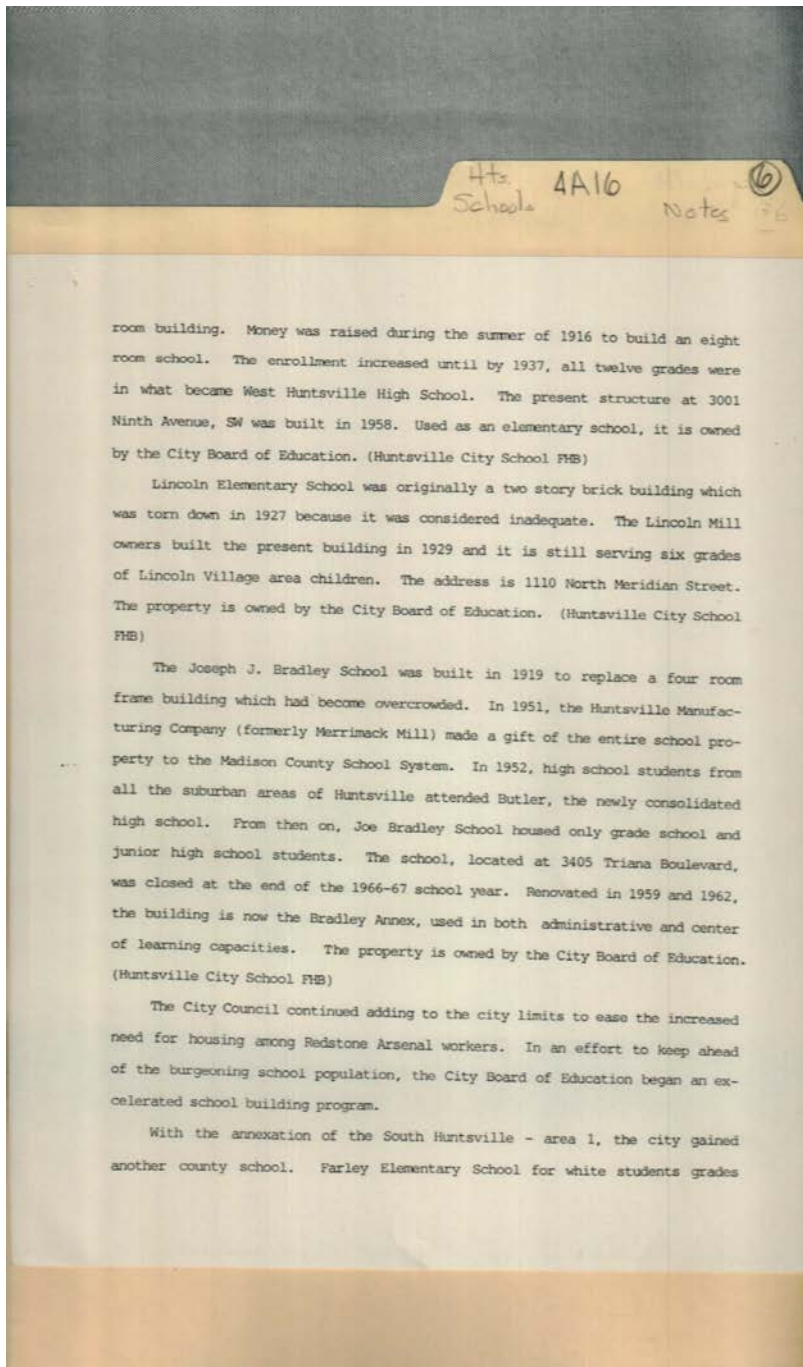 Hts.
Schools
4A16
Notes
6
room building. Money was raised during the summer of 1916 to build an eight
room school. The enrollment increased until by 1937, all twelve grades were
in what became West Huntsville High School. The present structure at 3001
Ninth Avenue, SW was built in 1958. Used as an elementary school, it is owned
by the City Board of Education. (Huntsville City School FHB)
Lincoln Elementary School was originally a two story brick building which
was torn down in 1927 because it was considered inadequate. The Lincoln Mill
owners built the present building in 1929 and it is still serving six grades
of Lincoln Village area children. The address is 1110 North Meridian Street.
The property is owned by the City Board of Education. (Huntsville City School
FHB)
The Joseph J. Bradley School was built in 1919 to replace a four room
frame building which had become overcrowded. In 1951, the Huntsville Manufac-
turing Company (formerly Merrimack Mill) made a gift of the entire school pro-
perty to the Madison County School System. In 1952, high school students from
all the suburban areas of Huntsville attended Butler, the newly consolidated
high school. From then on, Joe Bradley School housed only grade school and
junior high school students. The school, located at 3405 Triana Boulevard,
was closed at the end of the 1966-67 school year. Renovated in 1959 and 1962,
the building is now the Bradley Annex, used in both administrative and center
of learning capacities. The property is owned by the City Board of Education.
(Huntsville City School FHB)
The City Council continued adding to the city limits to ease the increased
need for housing among Redstone Arsenal workers. In an effort to keep ahead
of the burgeoning school population, the City Board of Education began an ex-
celerated school building program.
With the annexation of the South Huntsville - area 1, the city gained
another county school. Farley Elementary School for white students grades